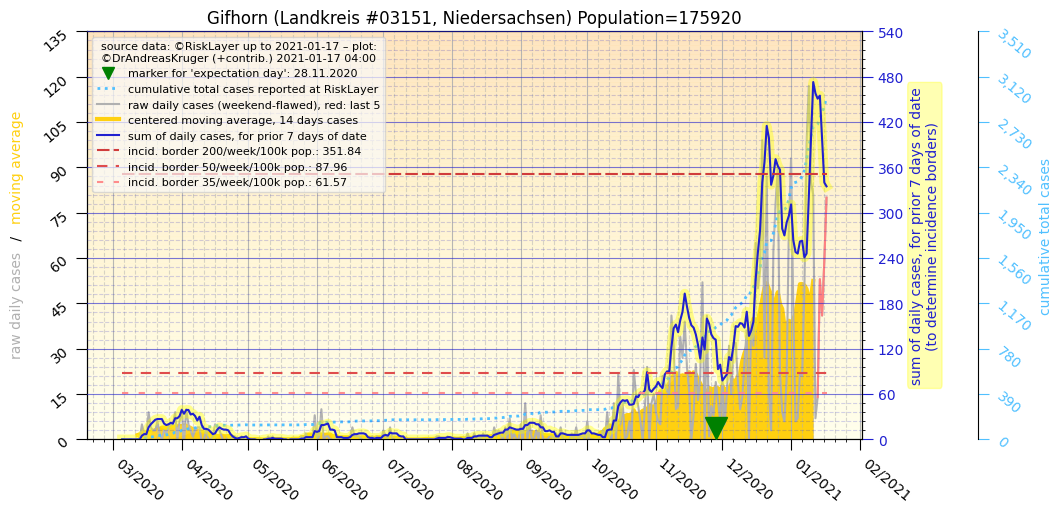 Gifhorn (Landkreis #03151, Niedersachsen) Population=175920
source data: ©RiskLayer up to 2021-01-17 – plot:
©DrAndreasKruger (+contrib.) 2021-01-17 04:00
marker for 'expectation day': 28.11.2020
cumulative total cases reported at RiskLayer
raw daily cases (weekend-flawed), red: last 5
centered moving average, 14 days cases
sum of daily cases, for prior 7 days of date
incid. border 200/week/100k pop.: 351.84
incid. border 50/week/100k pop.: 87.96
incid. border 35/week/100k pop.: 61.57
raw daily cases / moving average
135
120
105
90
75
60
45
30
15
0
03/2020
04/2020
05/2020
06/2020
07/2020
08/2020
09/2020
10/2020
11/2020
12/2020
01/2021
02/2021
540
480
420
360
300
240
180
120
60
0
sum of daily cases, for prior 7 days of date
(to determine incidence borders)
3,510
3,120
2,730
2,340
1,950
1,560
1,170
780
390
0
cumulative total cases